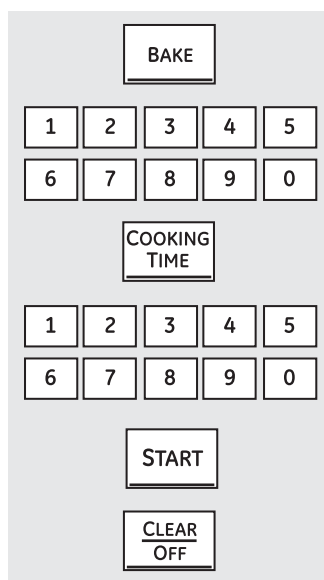 BAKE
1 2 3 4 5
6 7 8 9 0
COOKING
TIME
1 2 3 4 5
6 7 8 9 0
START
CLEAR
OFF